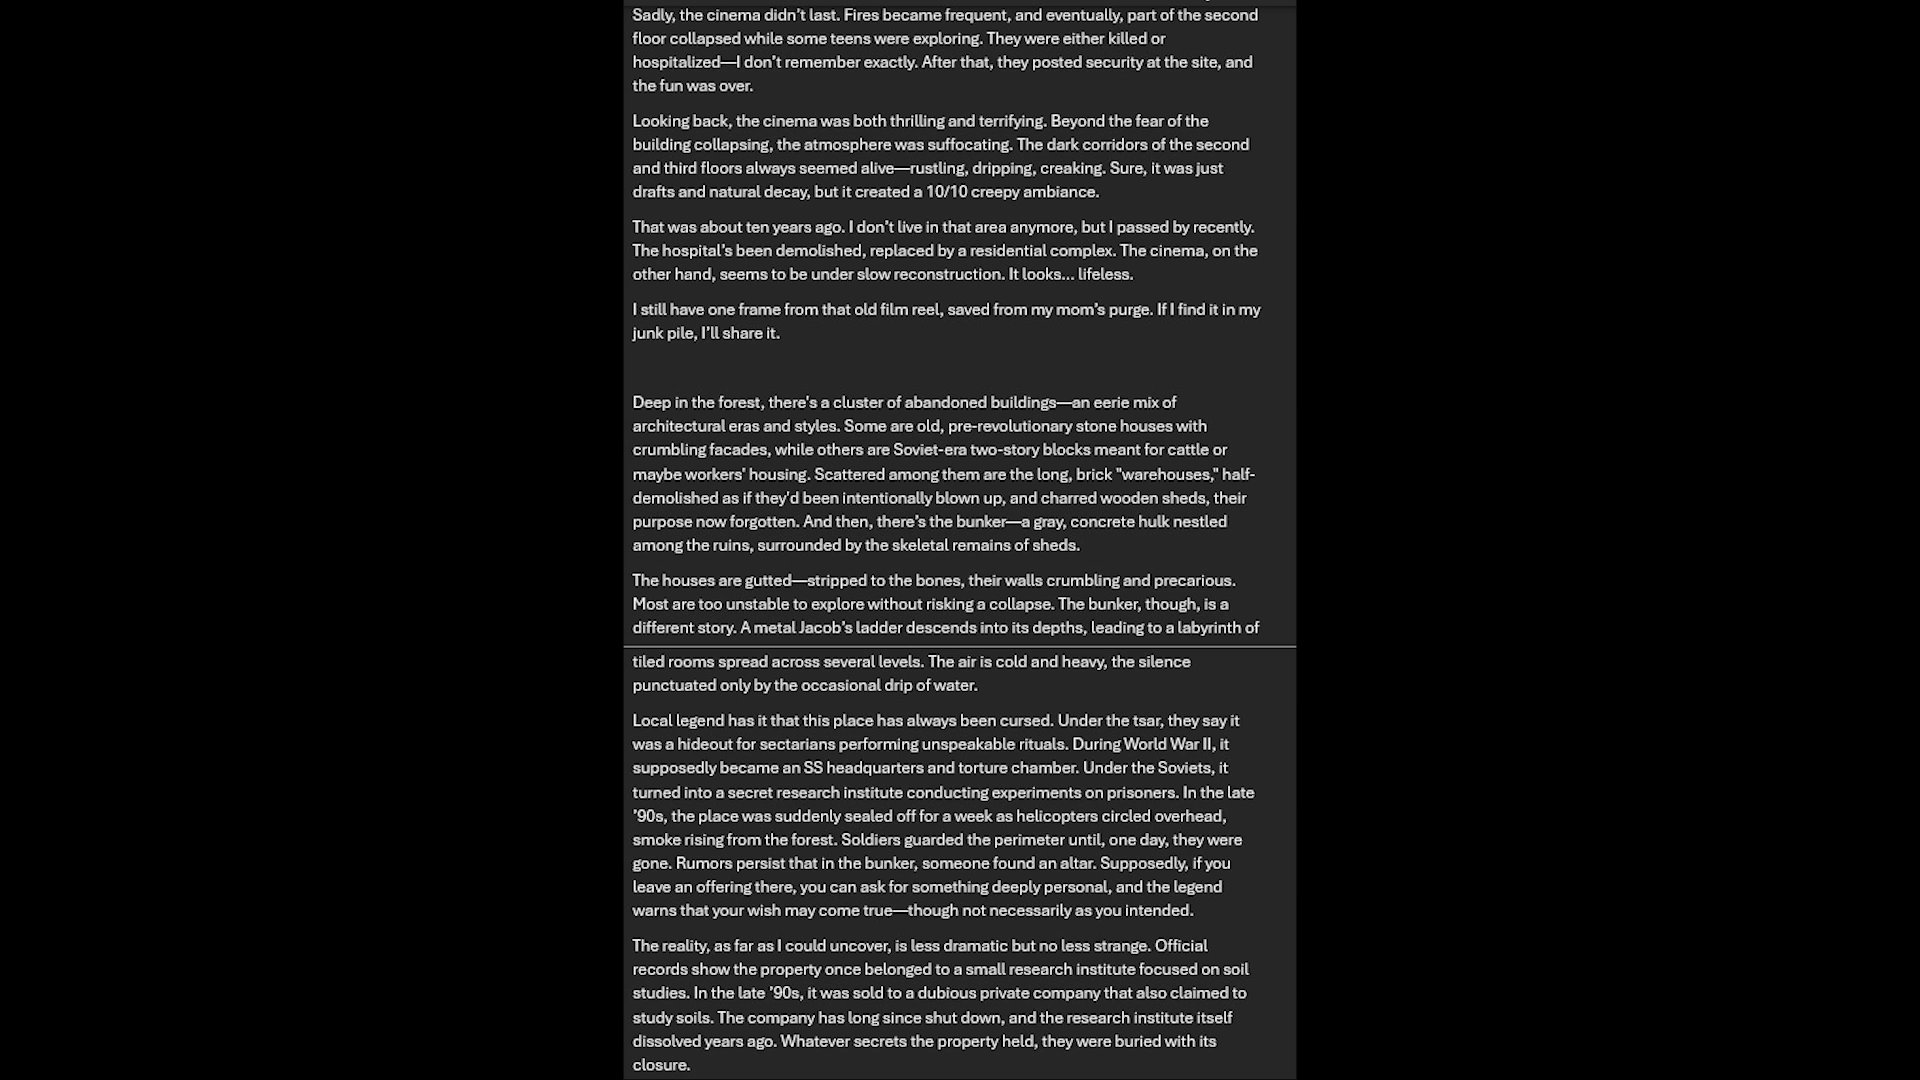 Sadly, the cinema didn’t last. Fires became frequent, and eventually, part of the second
floor collapsed while some teens were exploring. They were either killed or
hospitalized—I don’t remember exactly. After that, they posted security at the site, and
the fun was over.
Looking back, the cinema was both thrilling and terrifying. Beyond the fear of the
building collapsing, the atmosphere was suffocating. The dark corridors of the second
and third floors always seemed alive—rustling, dripping, creaking. Sure, it was just
drafts and natural decay, but it created a 10/10 creepy ambiance.
That was about ten years ago. I don’t live in that area anymore, but I passed by recently.
The hospital’s been demolished, replaced by a residential complex. The cinema, on the
other hand, seems to be under slow reconstruction. It looks... lifeless.
I still have one frame from that old film reel, saved from my mom’s purge. If I find it in my
junk pile, I’ll share it.
Deep in the forest, there's a cluster of abandoned buildings—an eerie mix of
architectural eras and styles. Some are old, pre-revolutionary stone houses with
crumbling facades, while others are Soviet-era two-story blocks meant for cattle or
maybe workers' housing. Scattered among them are the long, brick "warehouses," half-
demolished as if they'd been intentionally blown up, and charred wooden sheds, their
purpose now forgotten. And then, there’s the bunker—a gray, concrete hulk nestled
among the ruins, surrounded by the skeletal remains of sheds.
The houses are gutted—stripped to the bones, their walls crumbling and precarious.
Most are too unstable to explore without risking a collapse. The bunker, though, is a
different story. A metal Jacob’s ladder descends into its depths, leading to a labyrinth of
tiled rooms spread across several levels. The air is cold and heavy, the silence
punctuated only by the occasional drip of water.
Local legend has it that this place has always been cursed. Under the tsar, they say it
was a hideout for sectarians performing unspeakable rituals. During World War II, it
supposedly became an SS headquarters and torture chamber. Under the Soviets, it
turned into a secret research institute conducting experiments on prisoners. In the late
’90s, the place was suddenly sealed off for a week as helicopters circled overhead,
smoke rising from the forest. Soldiers guarded the perimeter until, one day, they were
gone. Rumors persist that in the bunker, someone found an altar. Supposedly, if you
leave an offering there, you can ask for something deeply personal, and the legend
warns that your wish may come true—though not necessarily as you intended.
The reality, as far as I could uncover, is less dramatic but no less strange. Official
records show the property once belonged to a small research institute focused on soil
studies. In the late ’90s, it was sold to a dubious private company that also claimed to
study soils. The company has long since shut down, and the research institute itself
dissolved years ago. Whatever secrets the property held, they were buried with its
closure.